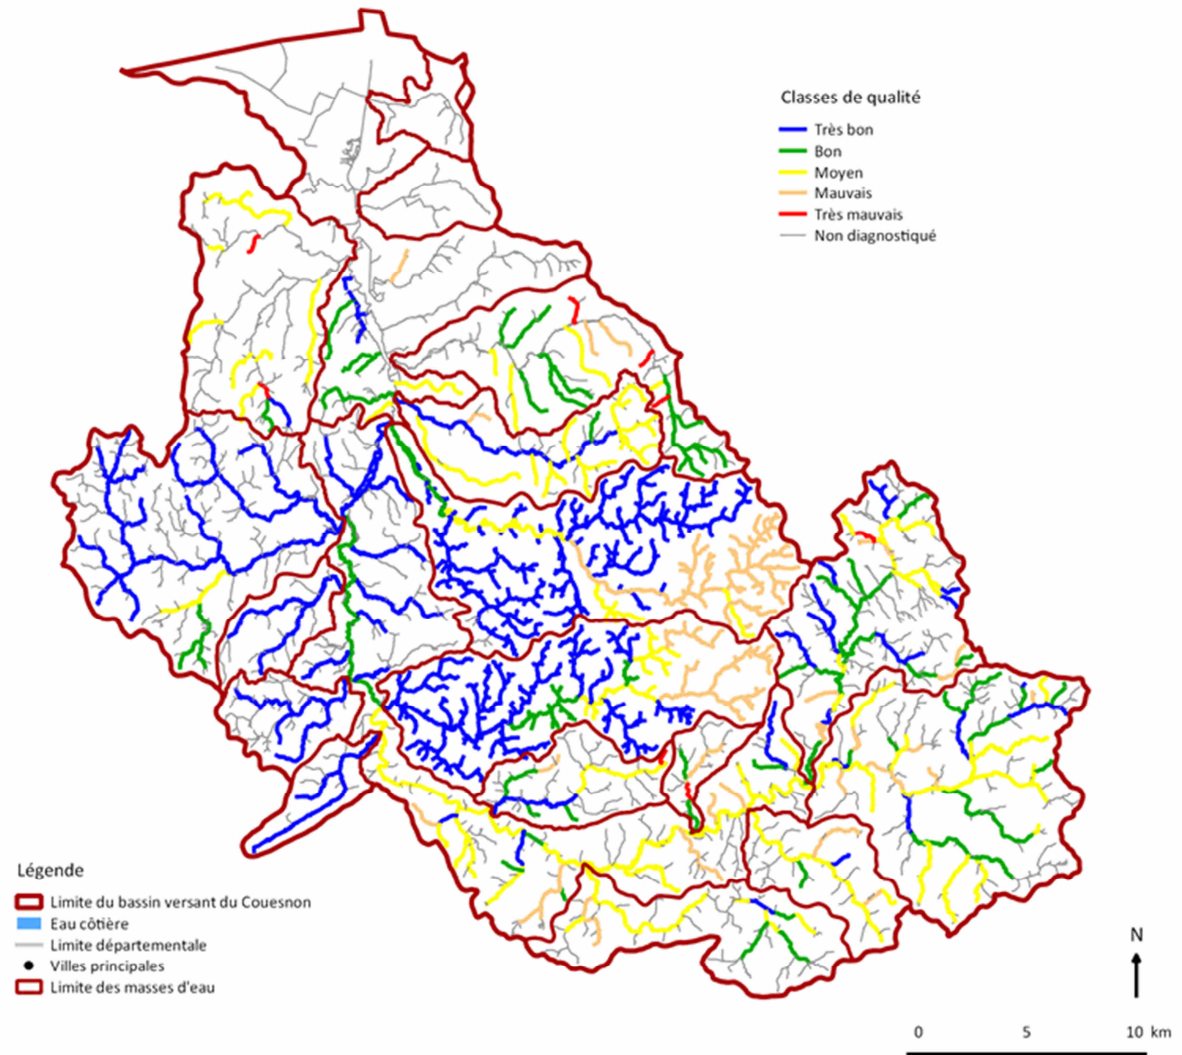 Classes de qualité
Très bon
Bon
Moyen
Mauvais
Très mauvais
Non diagnostiqué
Légende
Limite du bassin versant du Couesnon
Eau côtière
Limite départementale
Villes principales
Limite des masses d'eau
N
0 5 10 km